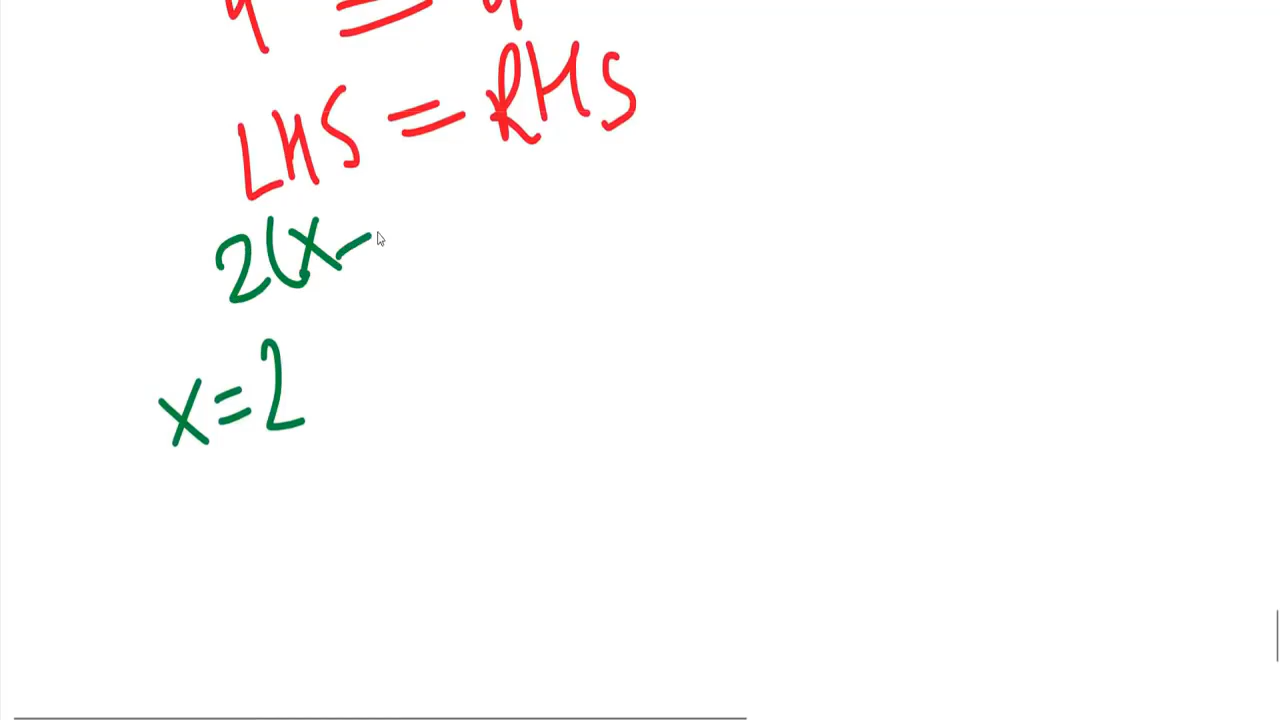 LHS = RHS
2(x-
x=2